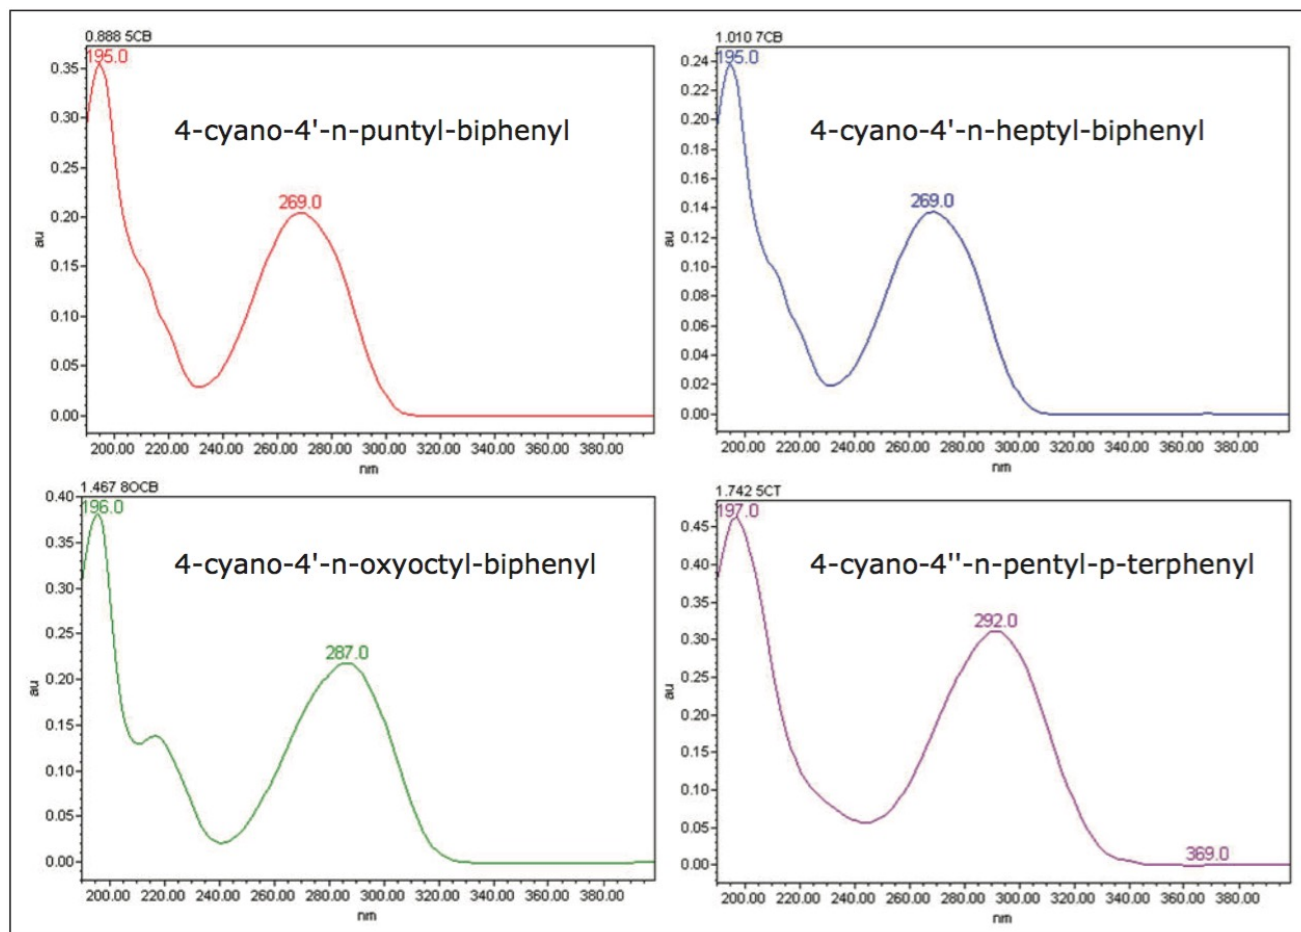 0.888 5CB
195.0
0.35
0.30
4-cyano-4'-n-puntyl-biphenyl
0.25
269.0
0.20
au
0.15
0.10
0.05
0.00
200.00 220.00 240.00 260.00 280.00 300.00 320.00 340.00 360.00 380.00
nm
1.010 7CB
195.0
0.24
0.22
0.20
4-cyano-4'-n-heptyl-biphenyl
0.18
0.16
269.0
0.14
au
0.12
0.10
0.08
0.06
0.04
0.02
0.00
200.00 220.00 240.00 260.00 280.00 300.00 320.00 340.00 360.00 380.00
nm
1.467 8OCB
0.40
196.0
0.35
4-cyano-4'-n-oxyoctyl-biphenyl
0.30
0.25
287.0
0.20
au
0.15
0.10
0.05
0.00
200.00 220.00 240.00 260.00 280.00 300.00 320.00 340.00 360.00 380.00
nm
1.742 5CT
197.0
0.45
0.40
4-cyano-4''-n-pentyl-p-terphenyl
0.35
292.0
0.30
0.25
au
0.20
0.15
0.10
0.05
369.0
0.00
200.00 220.00 240.00 260.00 280.00 300.00 320.00 340.00 360.00 380.00
nm